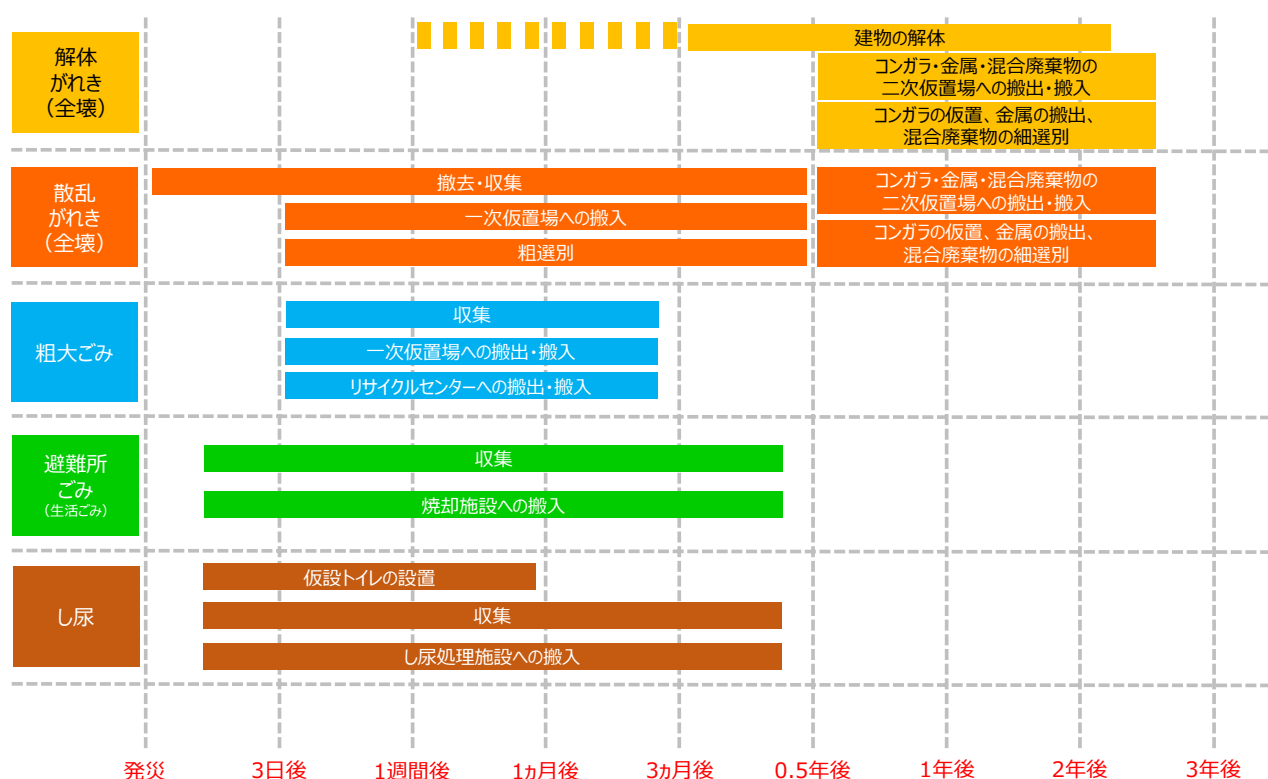 解体
がれき
（全壊）
建物の解体
コンガラ・金属・混合廃棄物の
二次仮置場への搬出・搬入
コンガラの仮置、金属の搬出、
混合廃棄物の細選別
散乱
がれき
（全壊）
撤去・収集
一次仮置場への搬入
粗選別
コンガラ・金属・混合廃棄物の
二次仮置場への搬出・搬入
コンガラの仮置、金属の搬出、
混合廃棄物の細選別
粗大ごみ
収集
一次仮置場への搬出・搬入
リサイクルセンターへの搬出・搬入
避難所
ごみ
（生活ごみ）
収集
焼却施設への搬入
し尿
仮設トイレの設置
収集
し尿処理施設への搬入
発災 3日後 1週間後 1ヵ月後 3ヵ月後 0.5年後 1年後 2年後 3年後